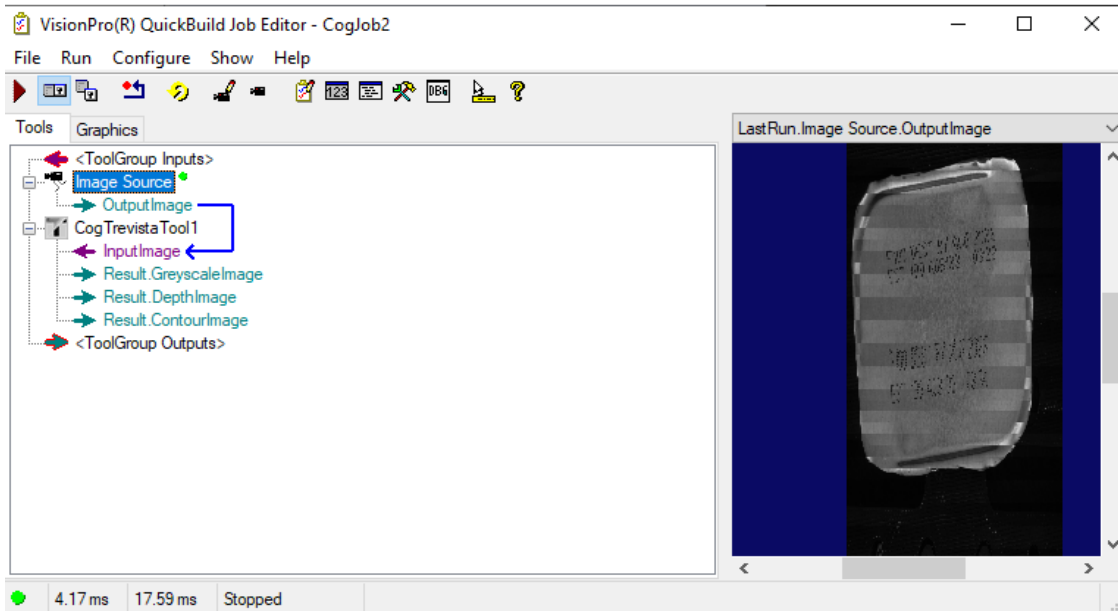 VisionPro(R) QuickBuild Job Editor - CogJob2
File Run Configure Show Help
123
DBG
?
Tools Graphics
LastRun.Image Source.OutputImage
<ToolGroup Inputs>
Image Source
OutputImage
CogTrevistaTool1
InputImage
Result.GreyscaleImage
Result.DepthImage
Result.ContourImage
<ToolGroup Outputs>
4.17 ms 17.59 ms Stopped